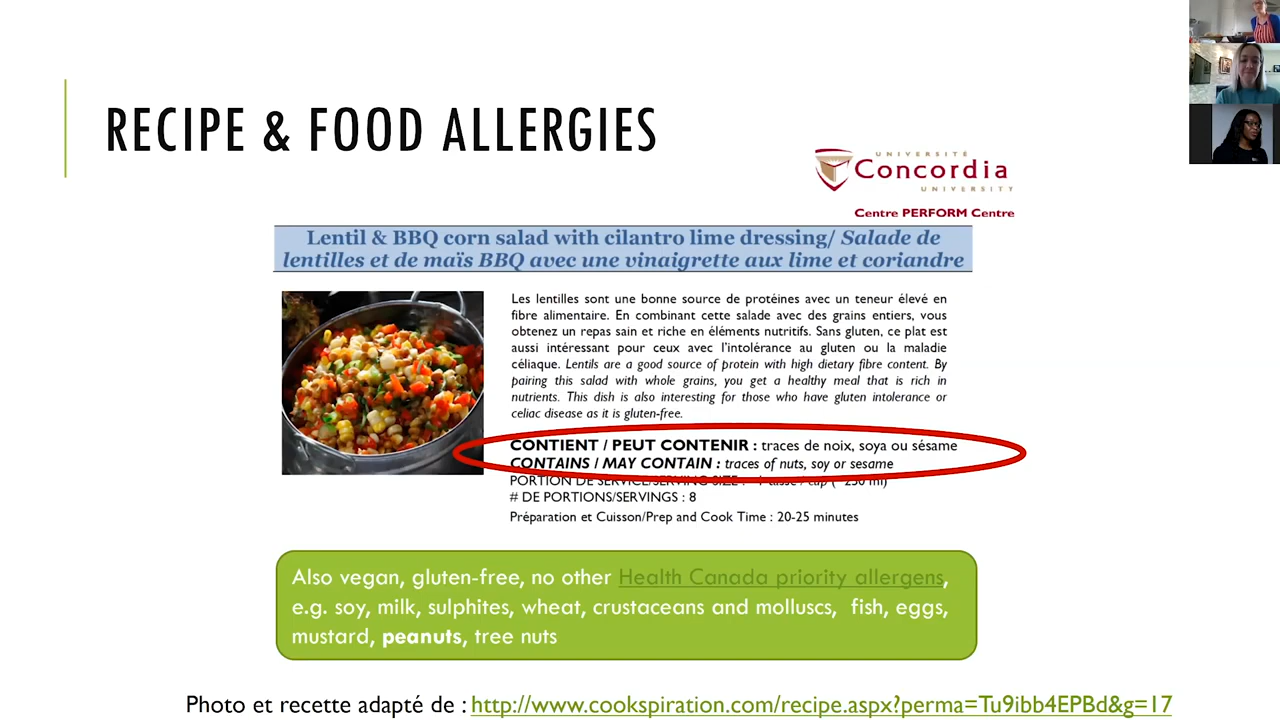 RECIPE & FOOD ALLERGIES
UNIVERSITÉ
Concordia
UNIVERSITY
Centre PERFORM Centre
Lentil & BBQ corn salad with cilantro lime dressing/ Salade de
lentilles et de maïs BBQ avec une vinaigrette aux lime et coriandre
Les lentilles sont une bonne source de protéines avec un teneur élevé en
fibre alimentaire. En combinant cette salade avec des grains entiers, vous
obtenez un repas sain et riche en éléments nutritifs. Sans gluten, ce plat est
aussi intéressant pour ceux avec l'intolérance au gluten ou la maladie
céliaque. Lentils are a good source of protein with high dietary fibre content. By
pairing this salad with whole grains, you get a healthy meal that is rich in
nutrients. This dish is also interesting for those who have gluten intolerance or
celiac disease as it is gluten-free.
CONTIENT / PEUT CONTENIR : traces de noix, soya ou sésame
CONTAINS / MAY CONTAIN : traces of nuts, soy or sesame
PORTION DE SERVICE/SERVING SIZE : tasse / cup (~250 ml)
# DE PORTIONS/SERVINGS : 8
Préparation et Cuisson/Prep and Cook Time : 20-25 minutes
Also vegan, gluten-free, no other Health Canada priority allergens,
e.g. soy, milk, sulphites, wheat, crustaceans and molluscs, fish, eggs,
mustard, peanuts, tree nuts
Photo et recette adapté de : http://www.cookspiration.com/recipe.aspx?perma=Tu9ibb4EPBd&g=17